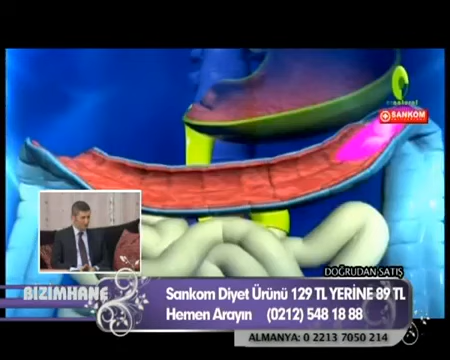 SANKOM
DOĞRUDAN SATIŞ
BIZIMHANE
Sankom Diyet Ürünü 129 TL YERİNE 89 TL
Hemen Arayın (0212) 548 18 88
ALMANYA: 0 2213 7050 214